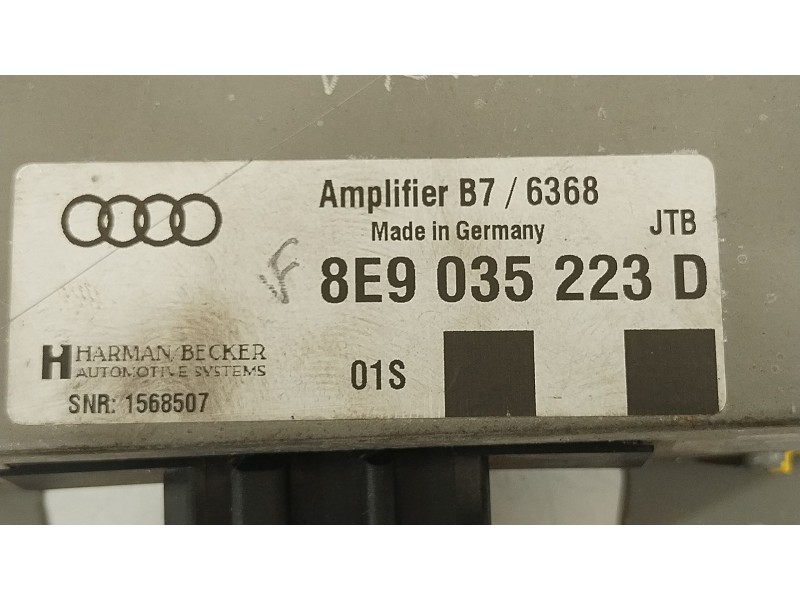 Amplifier B7 / 6368
Made in Germany
JTB
8E9 035 223 D
HARMAN/BECKER
AUTOMOTIVE SYSTEMS
01S
SNR: 1568507